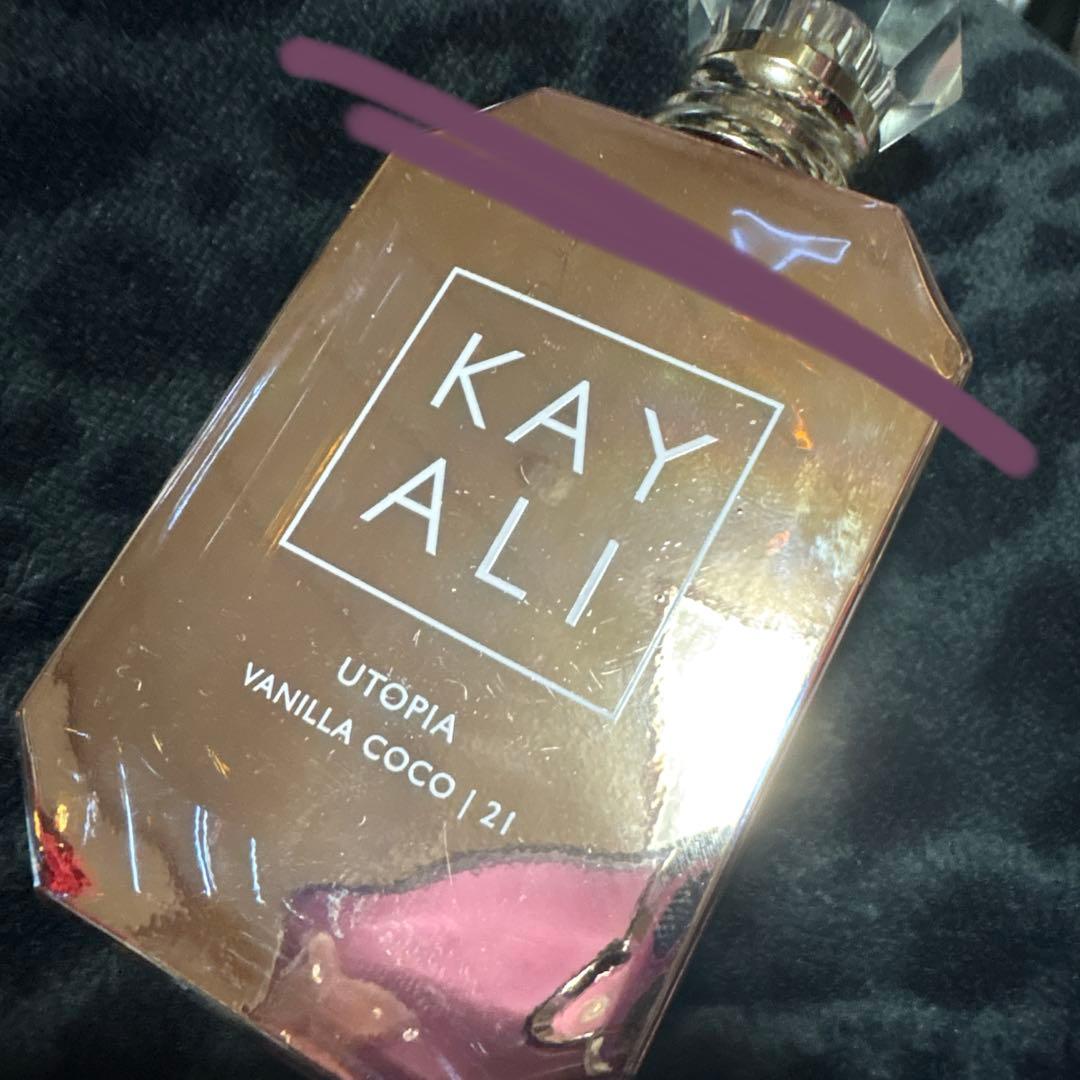 KAY
ALI
UTOPIA
VANILLA COCO | 21